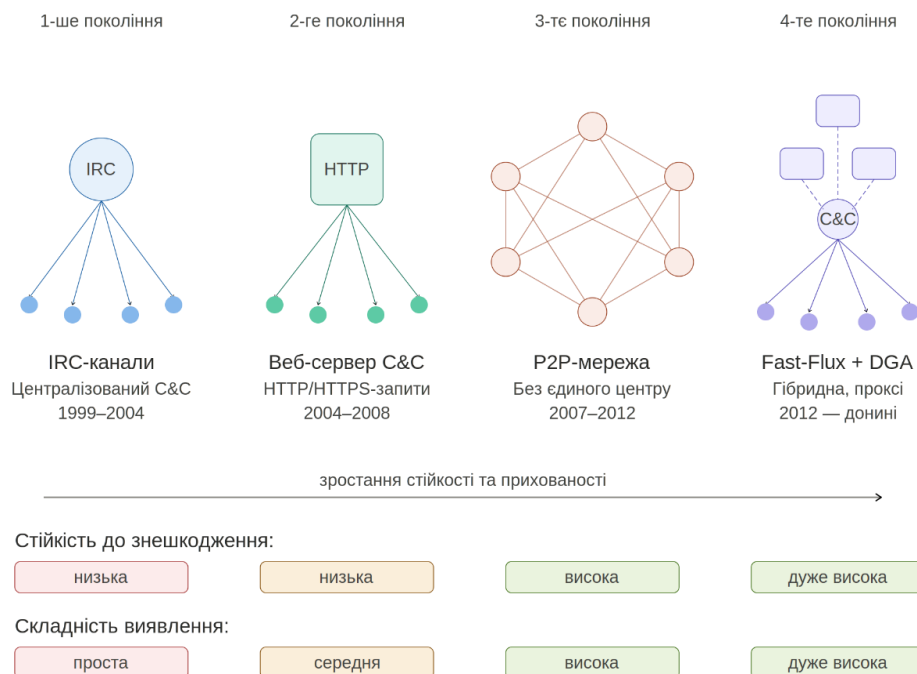 1-ше покоління
2-ге покоління
3-тє покоління
4-те покоління
IRC
HTTP
C&C
IRC-канали
Централізований C&C
1999–2004
Веб-сервер C&C
HTTP/HTTPS-запити
2004–2008
P2P-мережа
Без єдиного центру
2007–2012
Fast-Flux + DGA
Гібридна, проксі
2012 — донині
зростання стійкості та прихованості
Стійкість до знешкодження:
низька
низька
висока
дуже висока
Складність виявлення:
проста
середня
висока
дуже висока